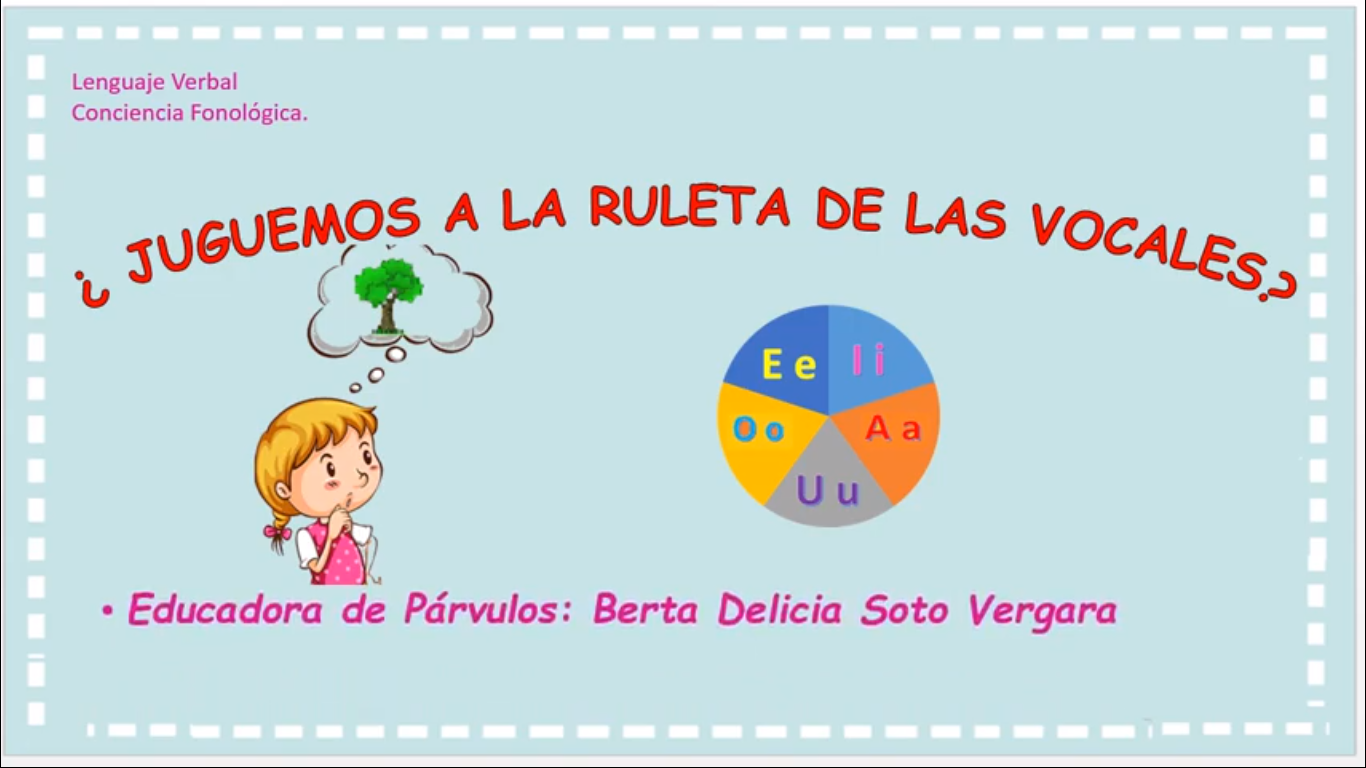 Lenguaje Verbal
Conciencia Fonológica.
¿ JUGUEMOS A LA RULETA DE LAS VOCALES.?
E e
I i
O o
A a
U u
• Educadora de Párvulos: Berta Delicia Soto Vergara